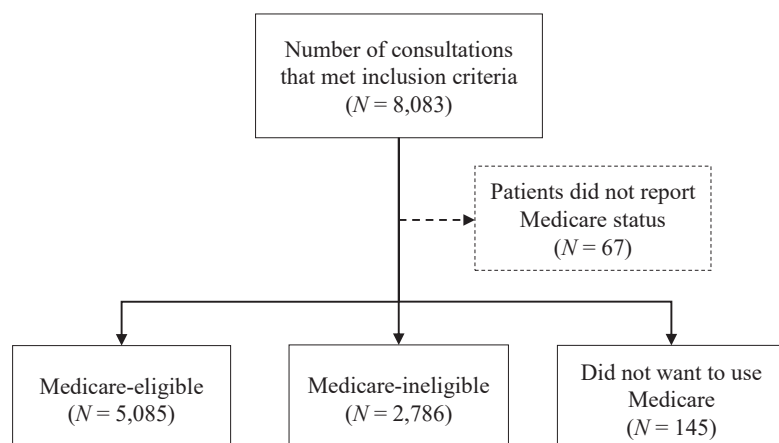 Number of consultations
that met inclusion criteria
(N = 8,083)
Patients did not report
Medicare status
(N = 67)
Medicare-eligible
(N = 5,085)
Medicare-ineligible
(N = 2,786)
Did not want to use
Medicare
(N = 145)